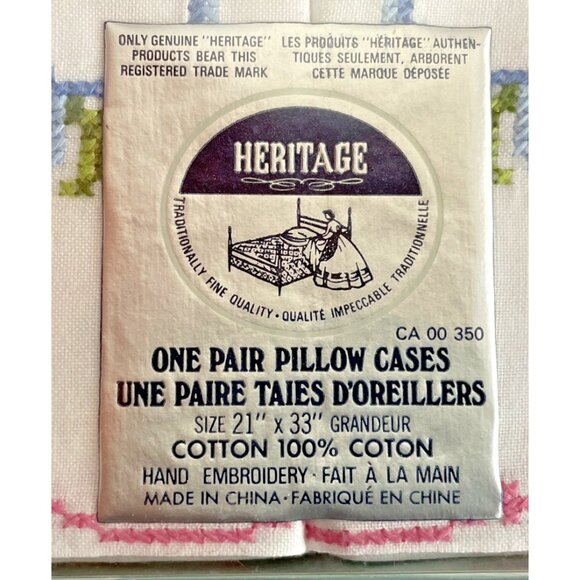 ONLY GENUINE "HERITAGE"
PRODUCTS BEAR THIS
REGISTERED TRADE MARK
LES PRODUITS "HÉRITAGE" AUTHEN-
TIQUES SEULEMENT, ARBORENT
CETTE MARQUE DÉPOSÉE
HERITAGE
TRADITIONALLY FINE QUALITY · QUALITÉ IMPECCABLE TRADITIONNELLE
CA 00 350
ONE PAIR PILLOW CASES
UNE PAIRE TAIES D'OREILLERS
SIZE 21" X 33" GRANDEUR
COTTON 100% COTON
HAND EMBROIDERY · FAIT À LA MAIN
MADE IN CHINA · FABRIQUÉ EN CHINE